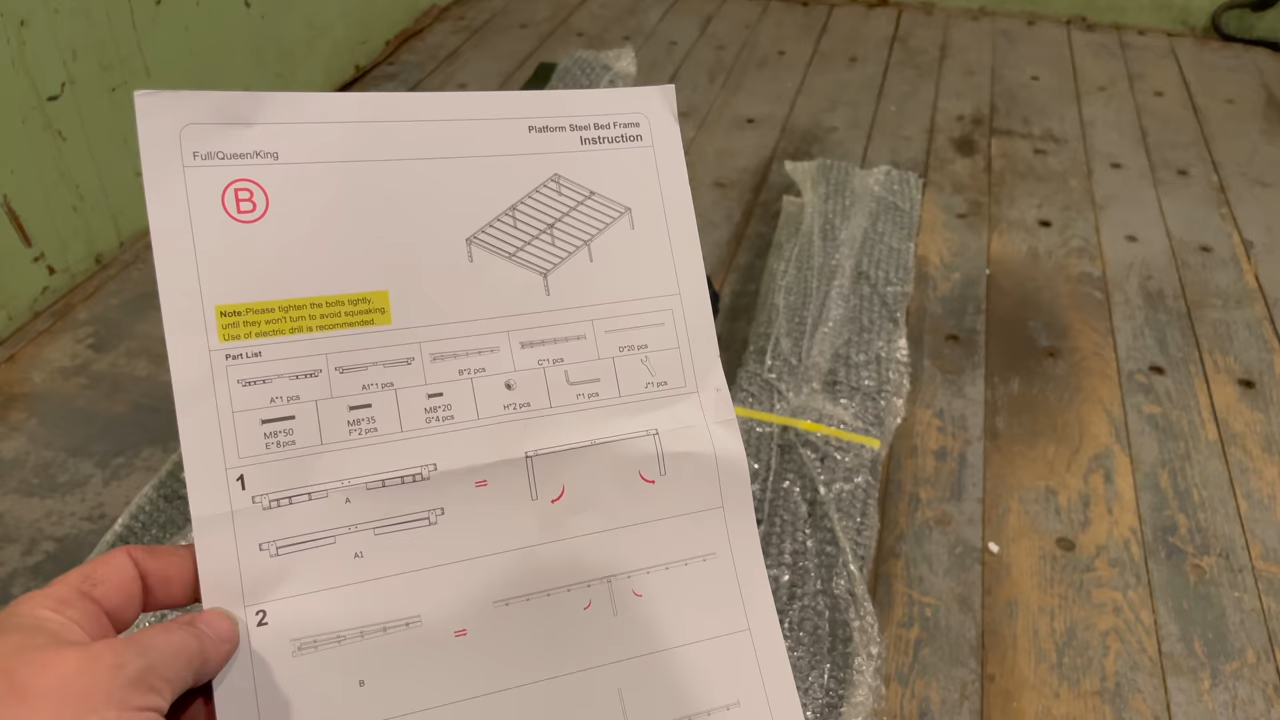 Platform Steel Bed Frame
Full/Queen/King
Instruction
B
Note:Please tighten the bolts tightly,
until they won't turn to avoid squeaking.
Use of electric drill is recommended.
Part List
A*1 pcs
A1*1 pcs
B*2 pcs
C*1 pcs
D*20 pcs
M8*50
E*8pcs
M8*35
F*2 pcs
M8*20
G*4 pcs
H*2 pcs
I*1 pcs
J*1 pcs
1
A
=
A1
2
=
B